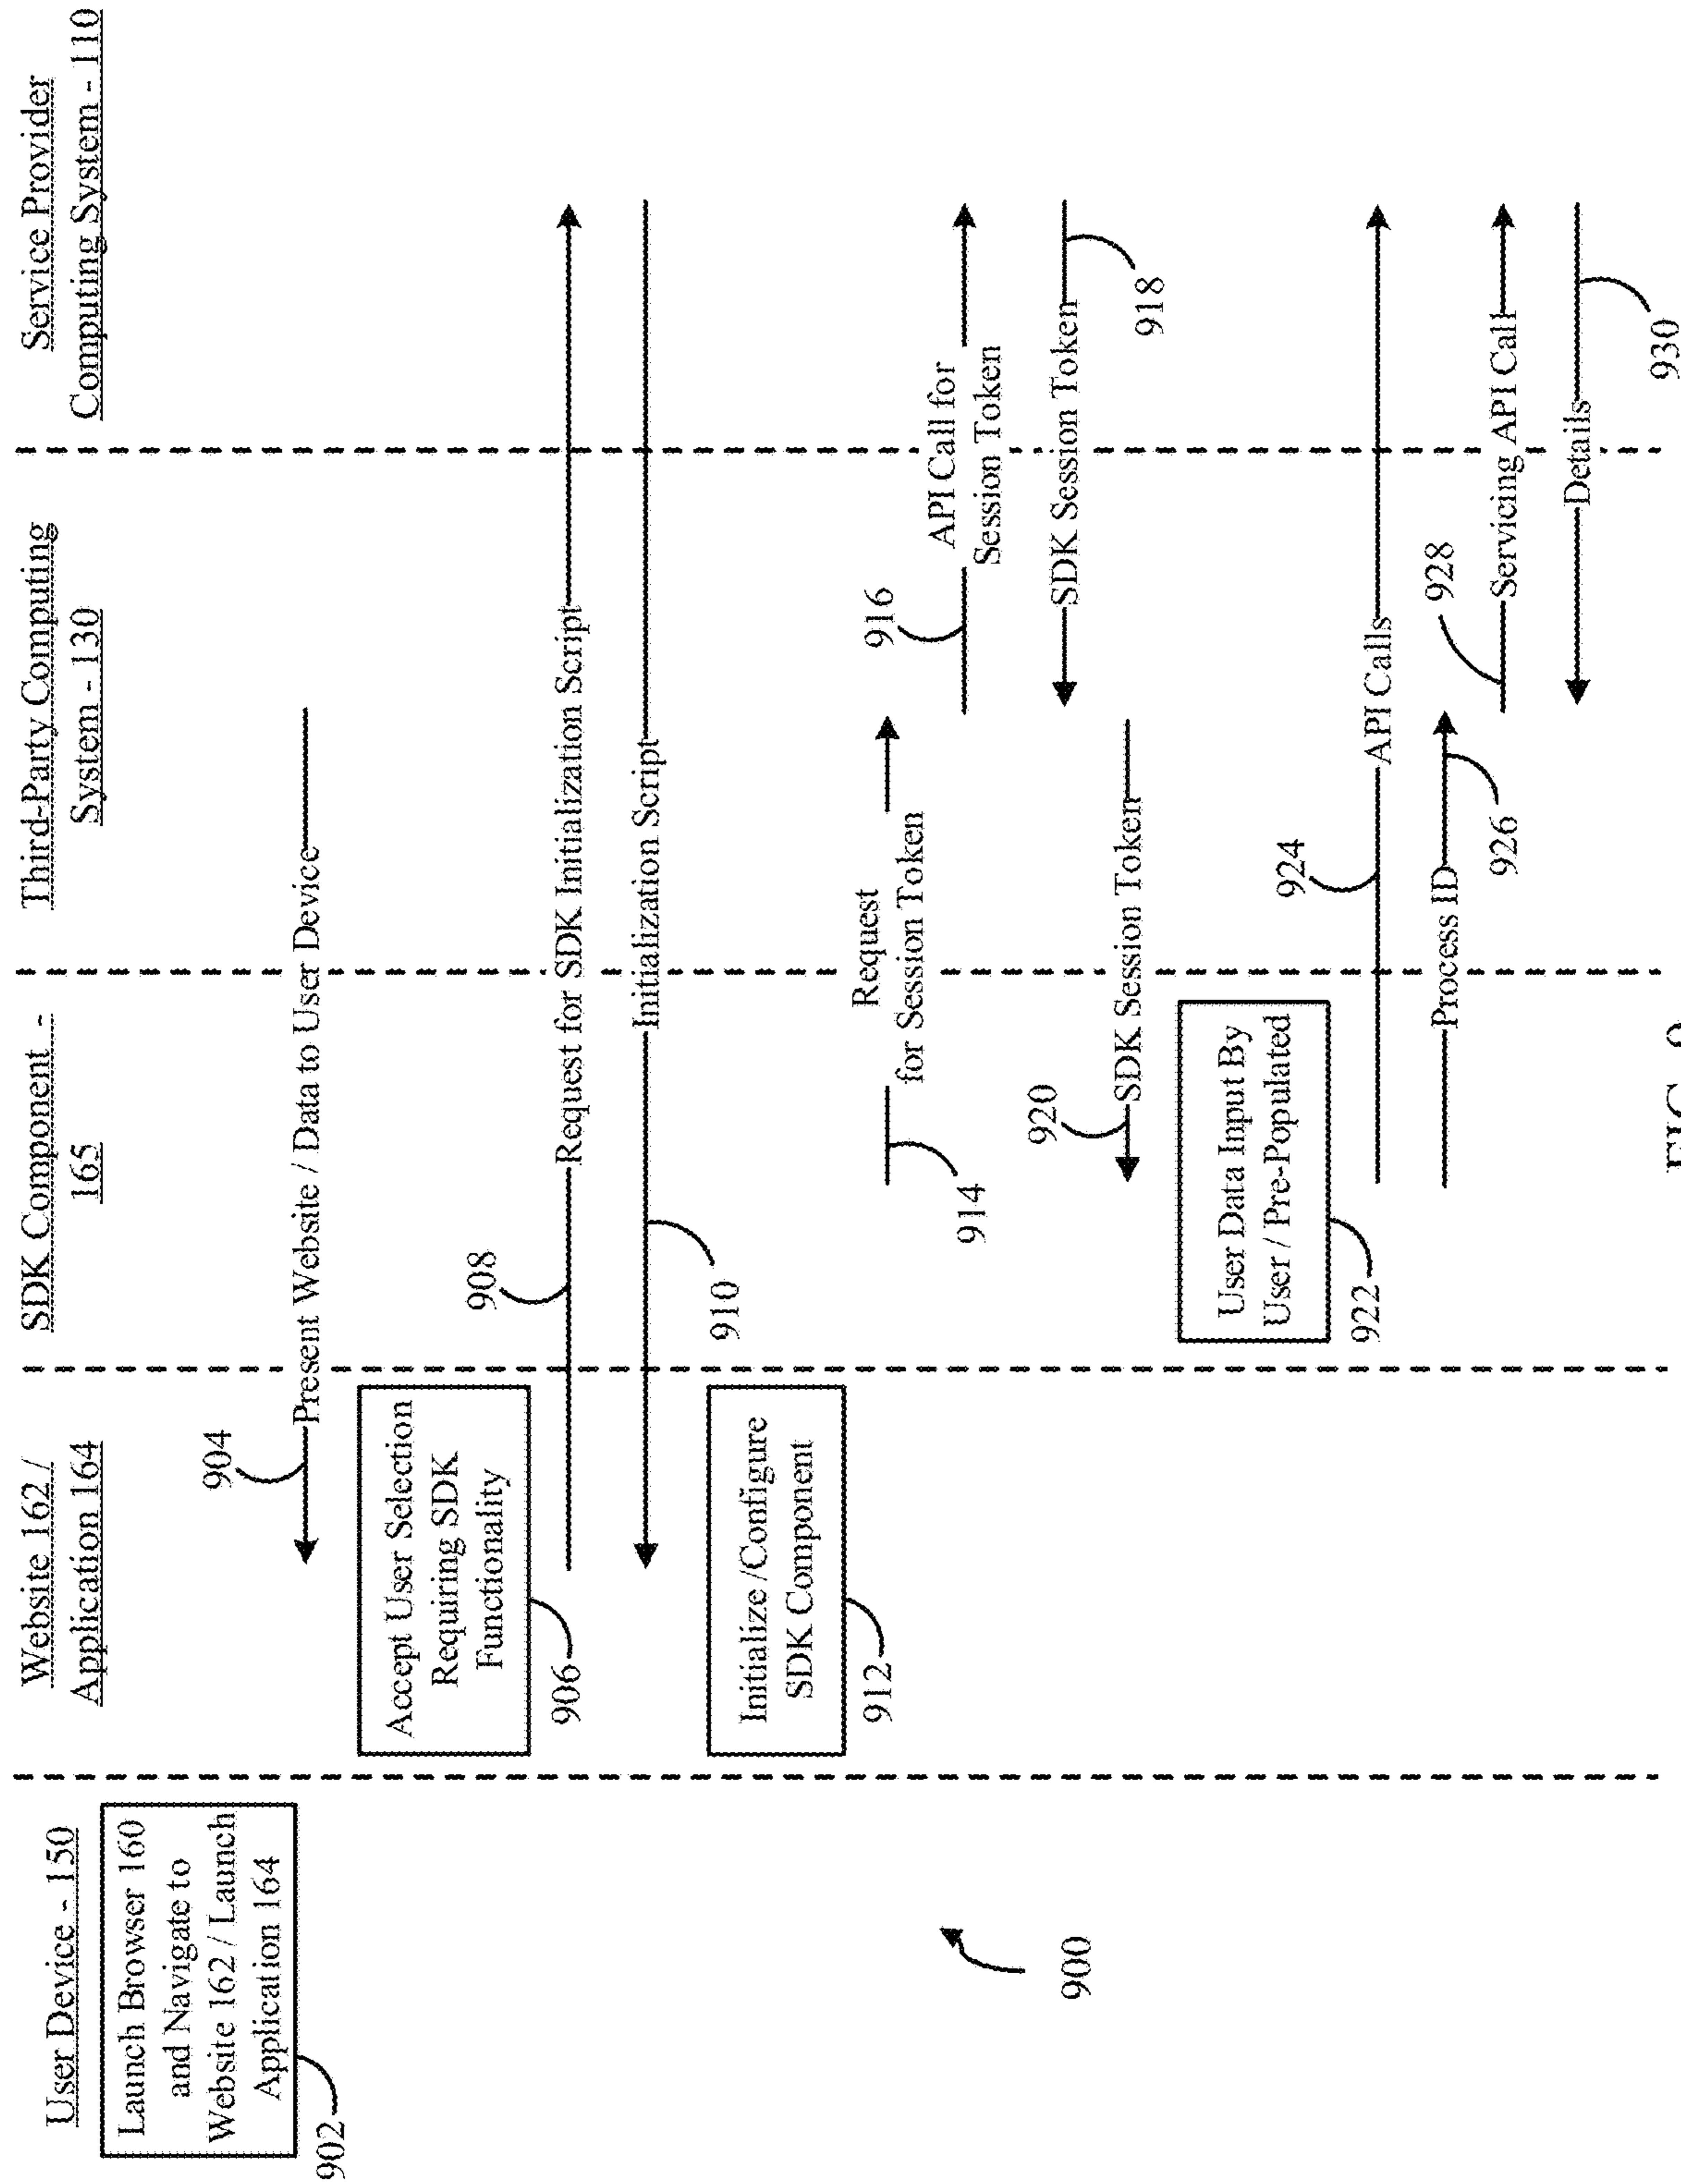 User Device - 150
Website 162 /
Application 164
SDK Component -
165
Third-Party Computing
System - 130
Service Provider
Computing System - 110
Launch Browser 160
and Navigate to
Website 162 / Launch
Application 164
902
904
Present Website / Data to User Device
Accept User Selection
Requiring SDK
Functionality
906
908
Request for SDK Initialization Script
Initialization Script
910
Initialize /Configure
SDK Component
912
Request
for Session Token
914
916
API Call for
Session Token
SDK Session Token
918
920
SDK Session Token
User Data Input By
User / Pre-Populated
922
924
API Calls
Process ID
926
928
Servicing API Call
Details
930
900